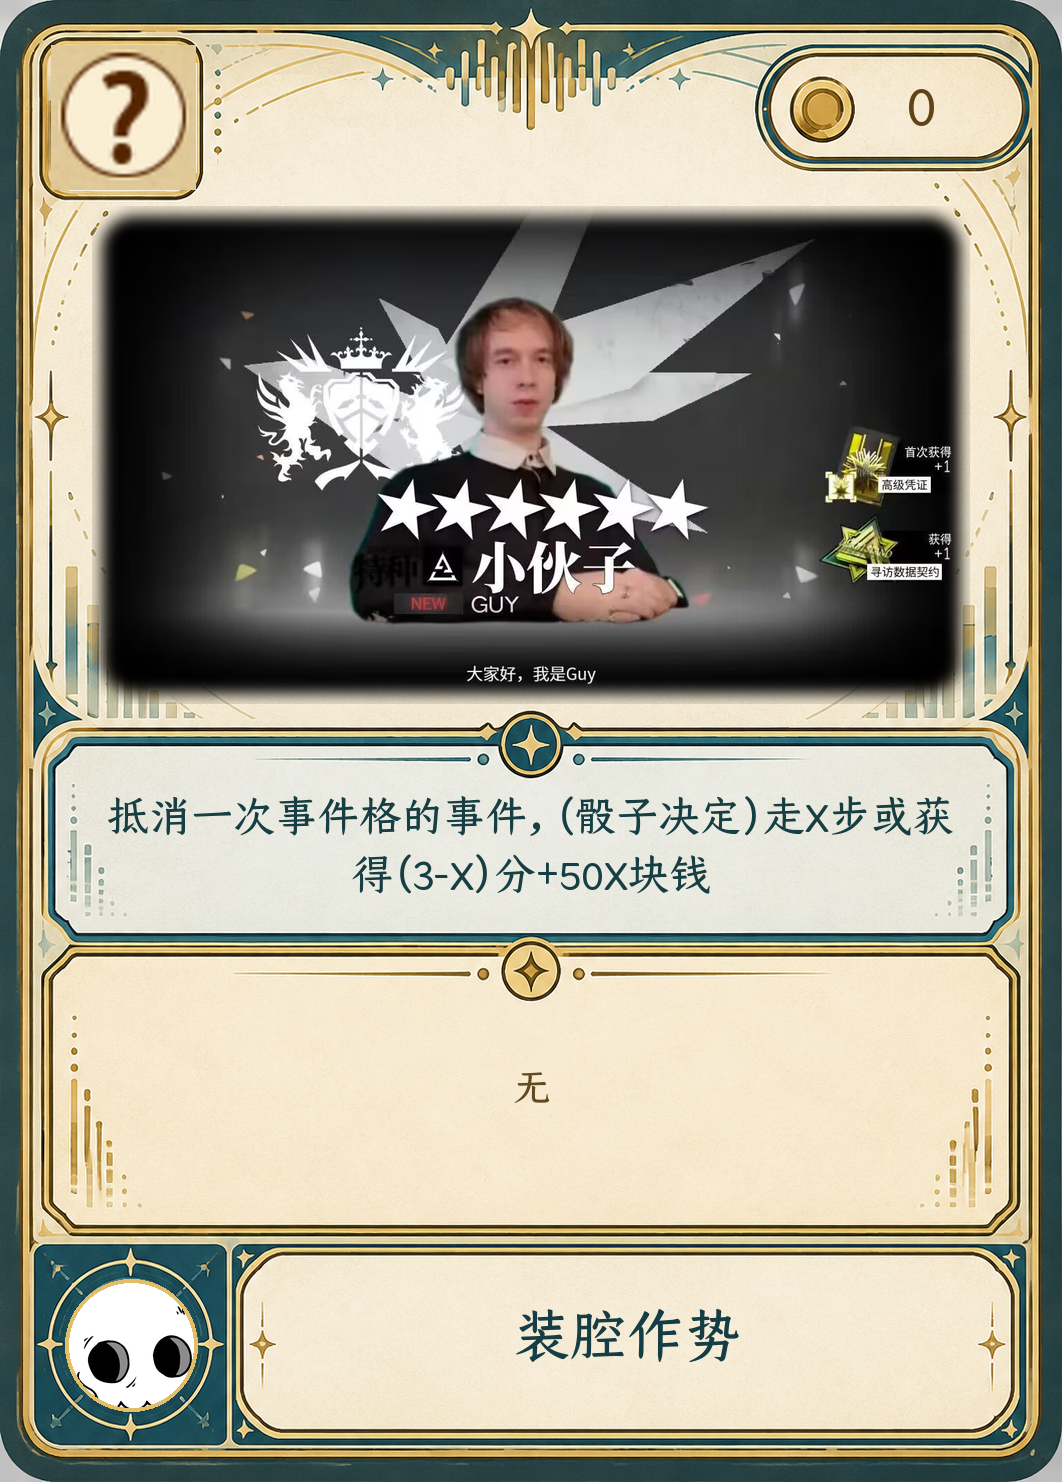 ?
0
首次获得
+1
高级凭证
获得
+1
寻访数据契约
特种
小伙子
NEW GUY
大家好，我是Guy
抵消一次事件格的事件，(骰子决定)走X步或获
得(3-X)分+50X块钱
无
装腔作势